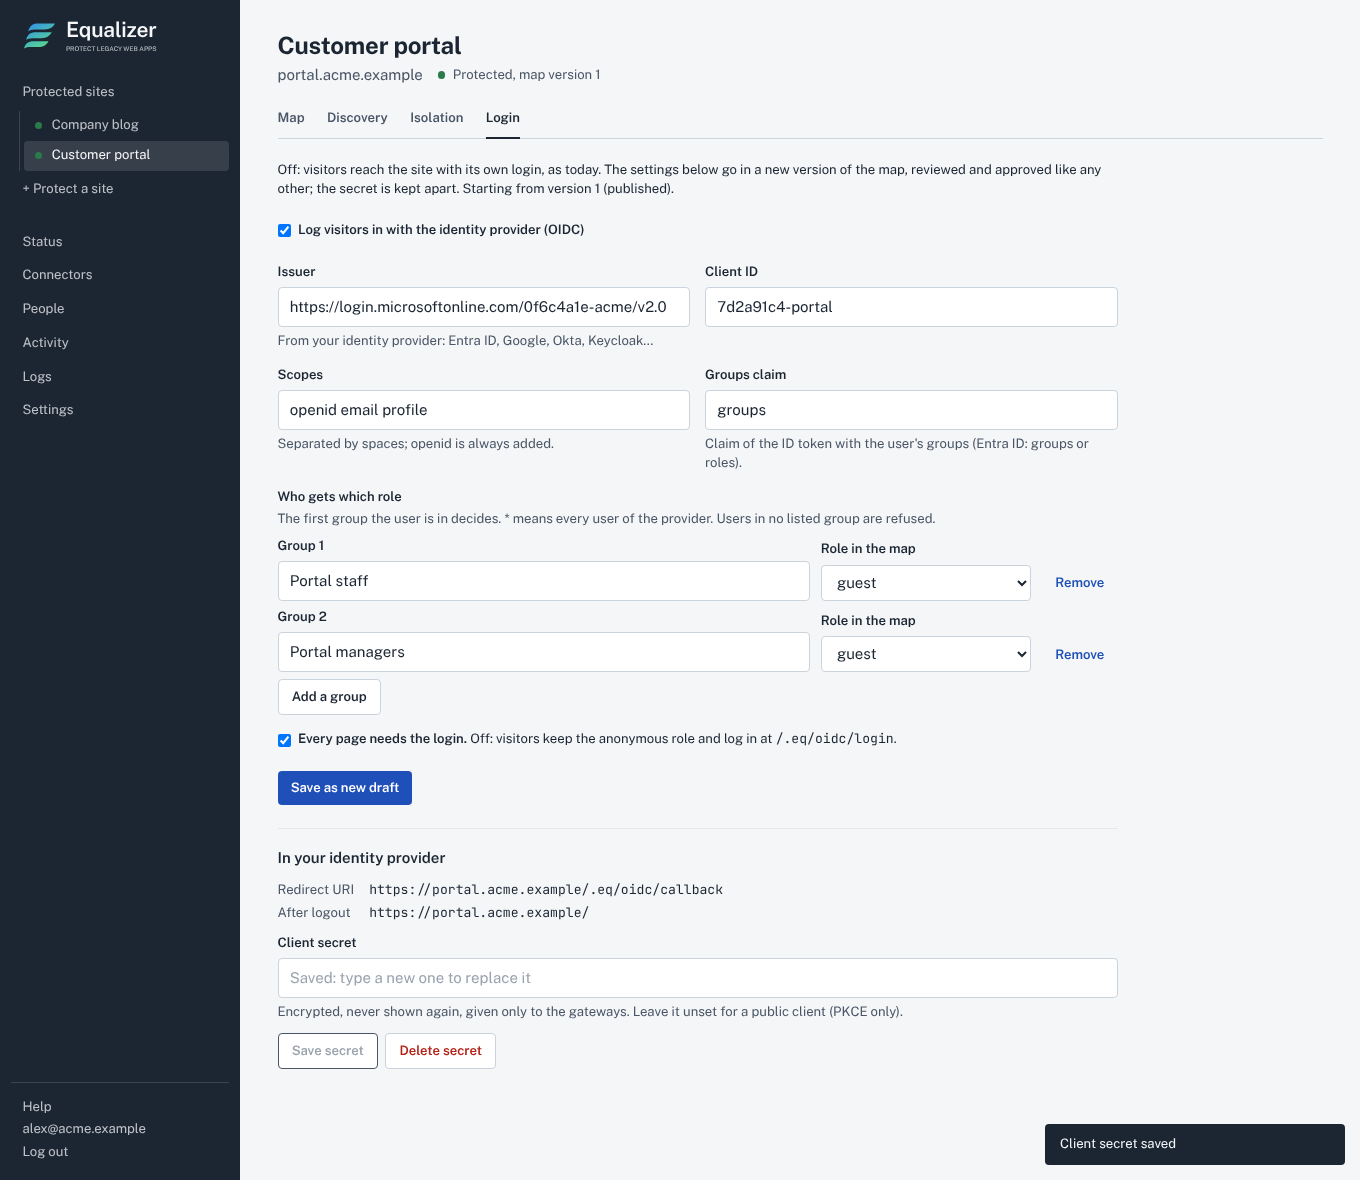 Equalizer
PROTECT LEGACY WEB APPS
Protected sites
Company blog
Customer portal
+ Protect a site
Status
Connectors
People
Activity
Logs
Settings
Help
alex@acme.example
Log out
Customer portal
portal.acme.example
Protected, map version 1
Map
Discovery
Isolation
Login
Off: visitors reach the site with its own login, as today. The settings below go in a new version of the map, reviewed and approved like any
other; the secret is kept apart. Starting from version 1 (published).
Log visitors in with the identity provider (OIDC)
Issuer
https://login.microsoftonline.com/0f6c4a1e-acme/v2.0
From your identity provider: Entra ID, Google, Okta, Keycloak...
Client ID
7d2a91c4-portal
Scopes
openid email profile
Separated by spaces; openid is always added.
Groups claim
groups
Claim of the ID token with the user's groups (Entra ID: groups or
roles).
Who gets which role
The first group the user is in decides. * means every user of the provider. Users in no listed group are refused.
Group 1
Portal staff
Role in the map
guest
Remove
Group 2
Portal managers
Role in the map
guest
Remove
Add a group
Every page needs the login. Off: visitors keep the anonymous role and log in at /.eq/oidc/login.
Save as new draft
In your identity provider
Redirect URI https://portal.acme.example/.eq/oidc/callback
After logout https://portal.acme.example/
Client secret
Saved: type a new one to replace it
Encrypted, never shown again, given only to the gateways. Leave it unset for a public client (PKCE only).
Save secret
Delete secret
Client secret saved